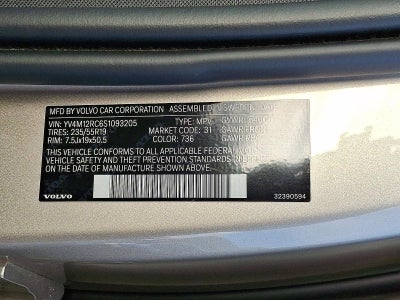 MFD BY VOLVO CAR CORPORATION ASSEMBLED
VIN: YV4M12RC6S1093205 TYPE: MPV
TIRES: 235/55R19 MARKET CODE: 31
RIM: 7.5Jx19x50.5 COLOR: 736
THIS VEHICLE CONFORMS TO ALL APPLICABLE FEDERAL MOTOR
VEHICLE SAFETY AND THEFT PREVENTION STANDARDS IN EFFECT
ON THE DATE OF MANUFACTURE SHOWN ABOVE.
VOLVO 32390594